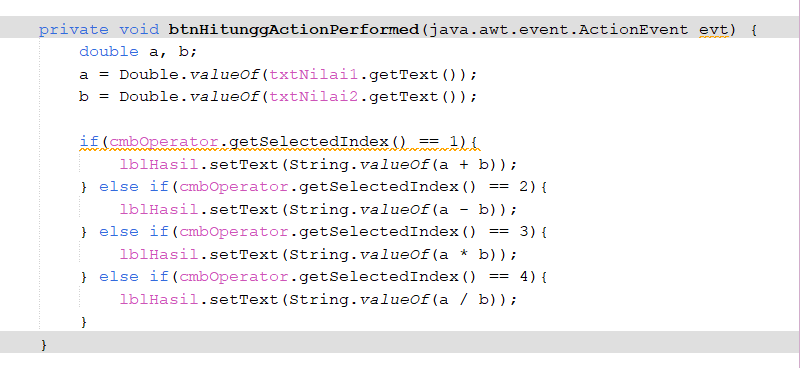 private void btnHitunggActionPerformed(java.awt.event.ActionEvent evt) {
    double a, b;
    a = Double.valueOf(txtNilai1.getText());
    b = Double.valueOf(txtNilai2.getText());

    if(cmbOperator.getSelectedIndex() == 1){
        lblHasil.setText(String.valueOf(a + b));
    } else if(cmbOperator.getSelectedIndex() == 2){
        lblHasil.setText(String.valueOf(a - b));
    } else if(cmbOperator.getSelectedIndex() == 3){
        lblHasil.setText(String.valueOf(a * b));
    } else if(cmbOperator.getSelectedIndex() == 4){
        lblHasil.setText(String.valueOf(a / b));
    }
}